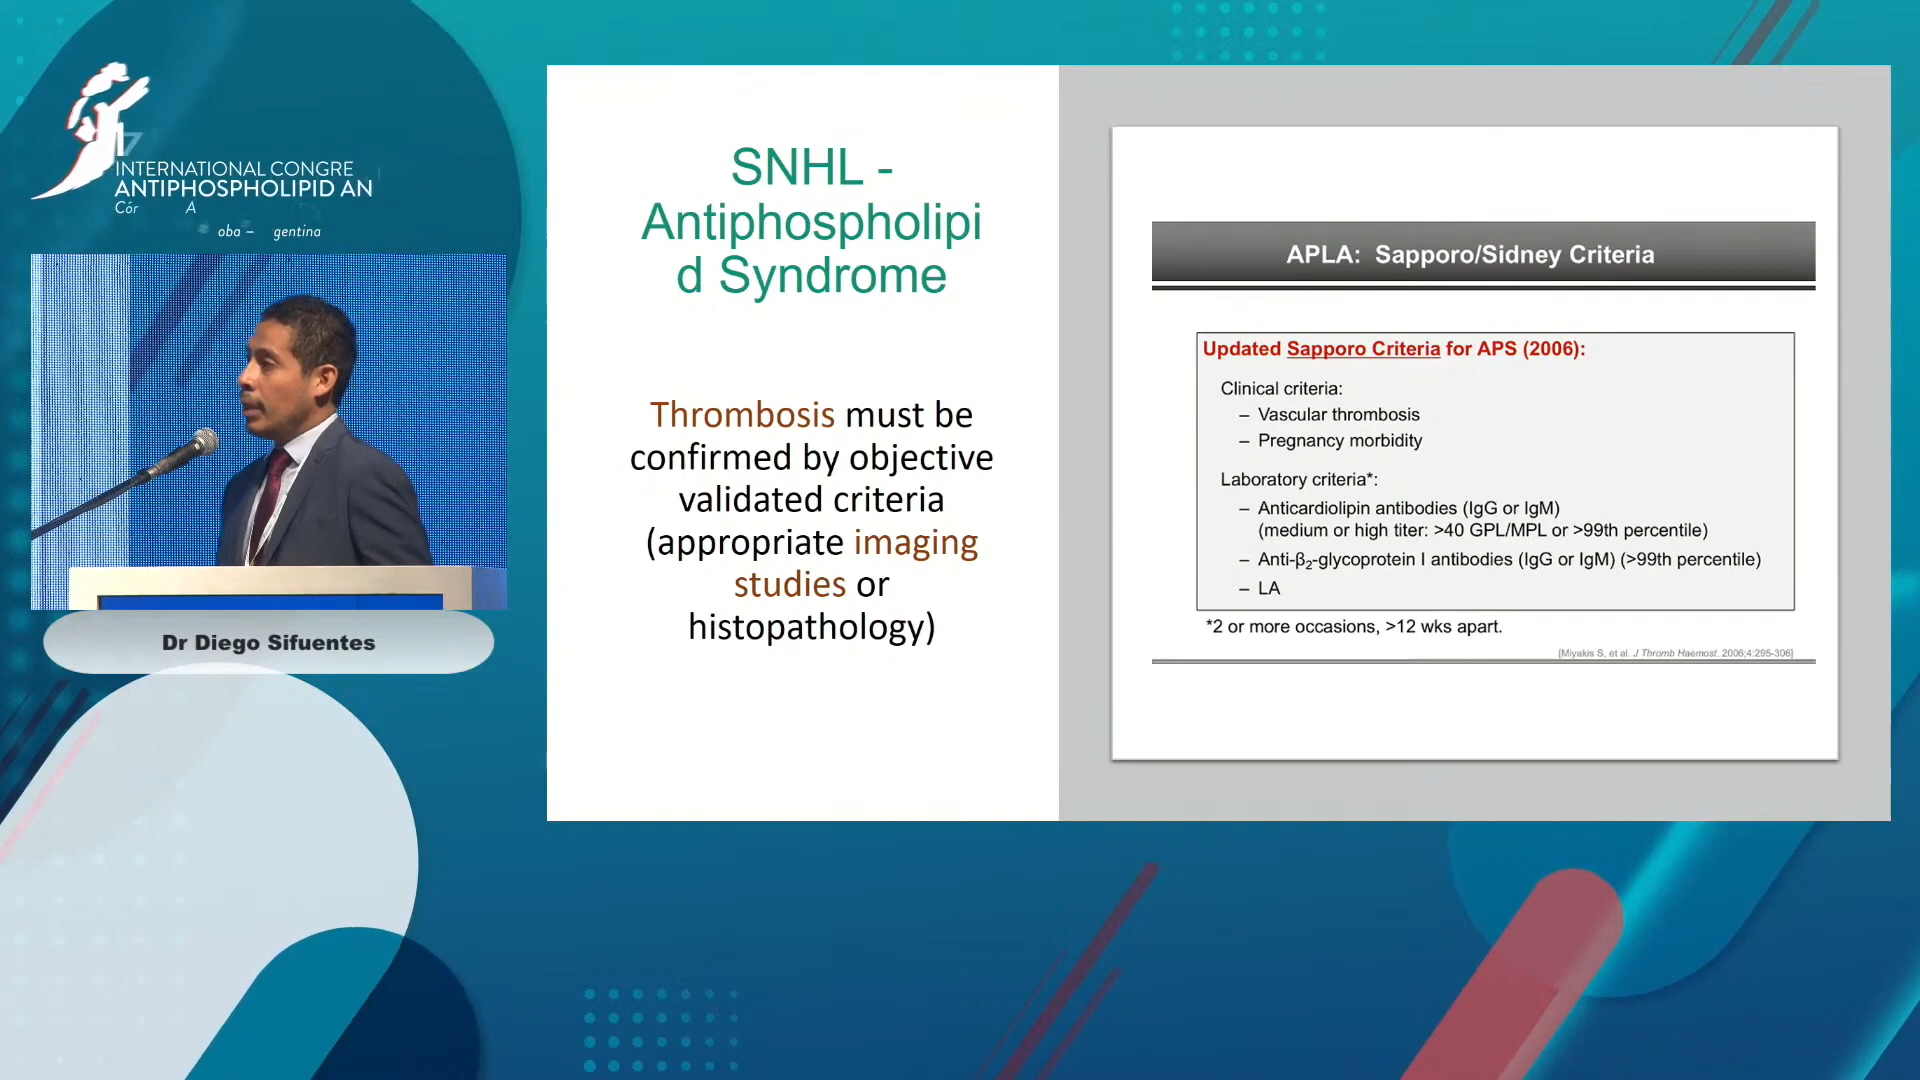 17
INTERNATIONAL CONGRE
ANTIPHOSPHOLIPID AN
Cór A
oba – gentina
Dr Diego Sifuentes
SNHL -
Antiphospholipi
d Syndrome
Thrombosis must be
confirmed by objective
validated criteria
(appropriate imaging
studies or
histopathology)
APLA: Sapporo/Sidney Criteria
Updated Sapporo Criteria for APS (2006):
Clinical criteria:
– Vascular thrombosis
– Pregnancy morbidity
Laboratory criteria*:
– Anticardiolipin antibodies (IgG or IgM)
(medium or high titer: >40 GPL/MPL or >99th percentile)
– Anti-β2-glycoprotein I antibodies (IgG or IgM) (>99th percentile)
– LA
*2 or more occasions, >12 wks apart.
[Miyakis S, et al. J Thromb Haemost. 2006;4:295-306]